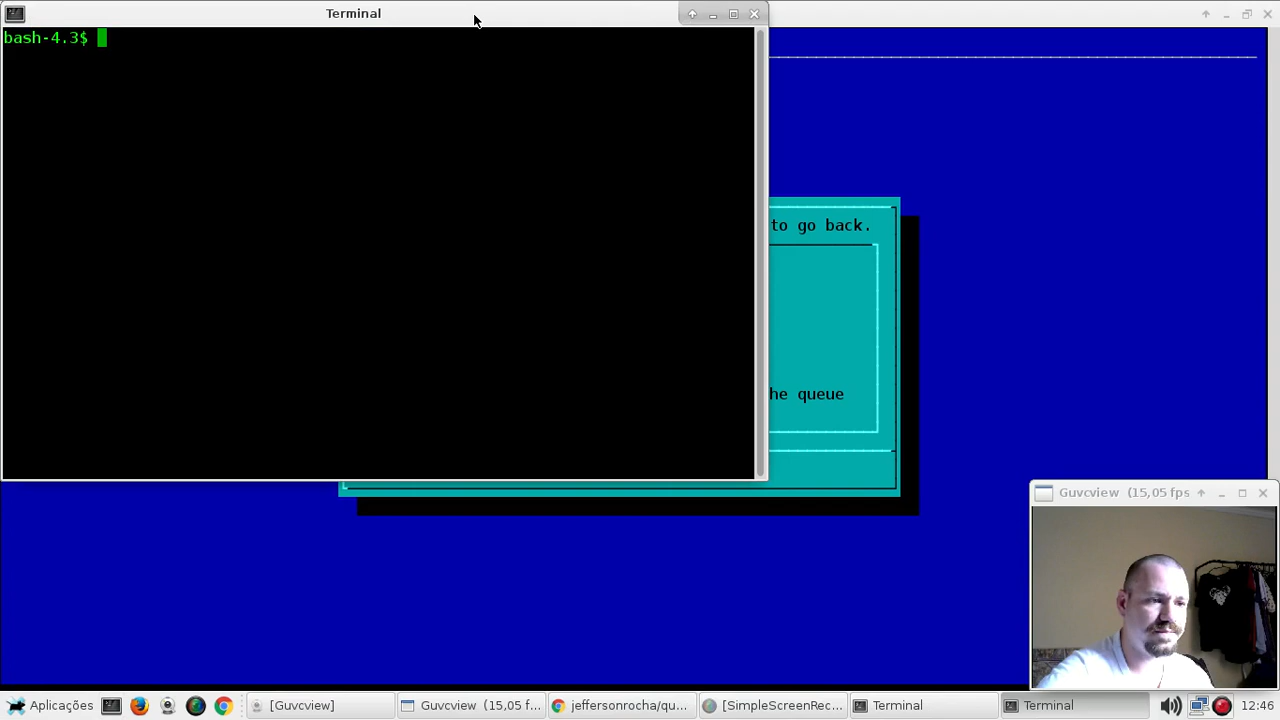 Terminal
bash-4.3$
to go back.
he queue
Guvcview (15,05 fps
Aplicações
[Guvcview]
Guvcview (15,05 f...
jeffersonrocha/qu...
[SimpleScreenRec...
Terminal
Terminal
12:46